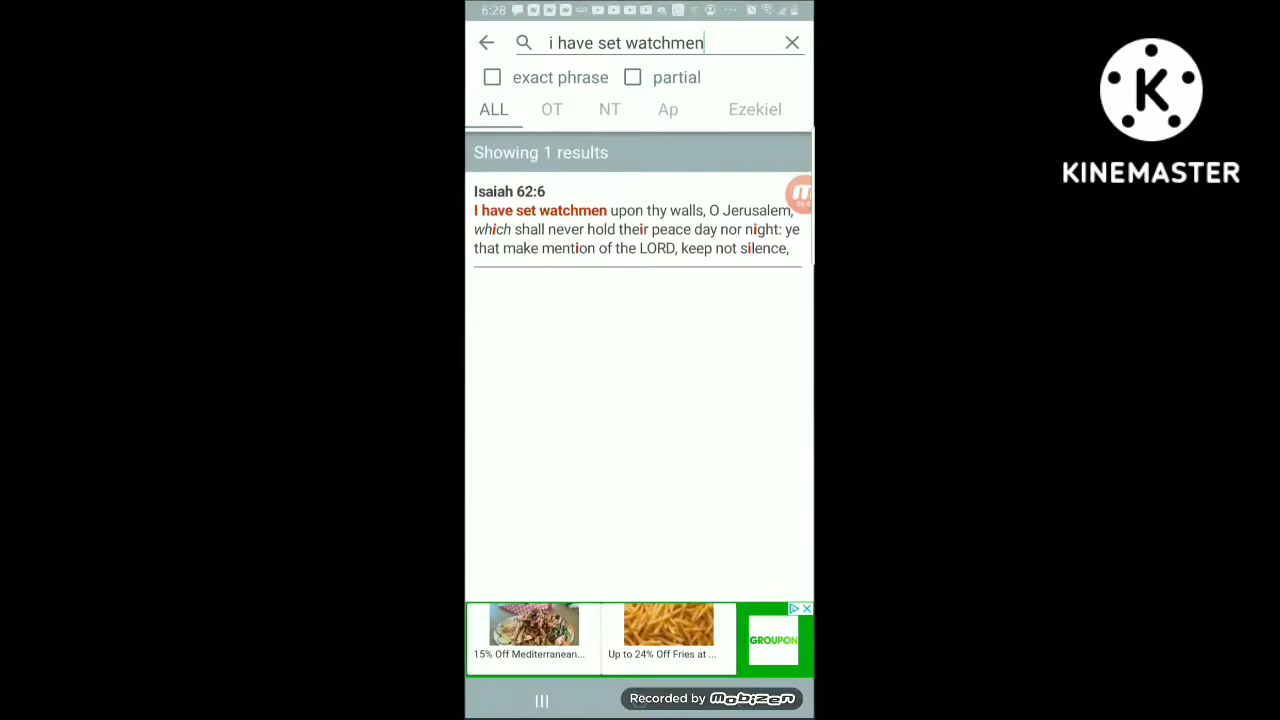 6:28
i have set watchmen
exact phrase partial
ALL OT NT Ap Ezekiel
Showing 1 results
Isaiah 62:6
I have set watchmen upon thy walls, O Jerusalem,
which shall never hold their peace day nor night: ye
that make mention of the LORD, keep not silence,
15% Off Mediterranean... Up to 24% Off Fries at ...
GROUPON
Recorded by MOBIZEN
K
KINEMASTER